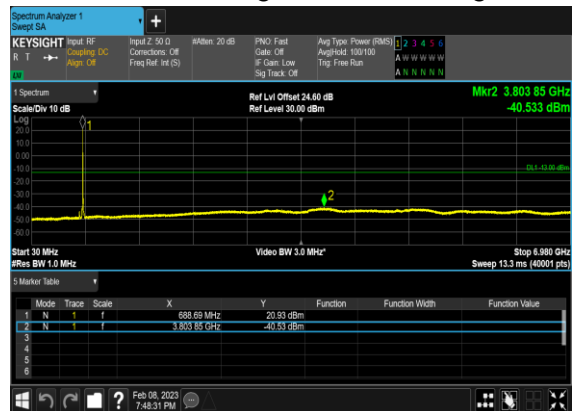 Spectrum Analyzer 1
Swept SA
KEYSIGHT Input: RF Input Z: 50 Ω #Atten: 20 dB PNO: Fast Avg Type: Power (RMS) 1 2 3 4 5 6
R T Coupling: DC Corrections: Off Gate: Off Avg|Hold: 100/100 A W W W W W
Align: Off Freq Ref: Int (S) IF Gain: Low Trig: Free Run
LW Sig Track: Off A N N N N N
1 Spectrum
Ref Lvl Offset 24.60 dB Mkr2 3.803 85 GHz
Scale/Div 10 dB Ref Level 30.00 dBm -40.533 dBm
Log
1
20.0
10.0
0.00
-10.0
DL1 -13.00 dBm
-20.0
-30.0
2
-40.0
-50.0
-60.0
Start 30 MHz Video BW 3.0 MHz* Stop 6.980 GHz
#Res BW 1.0 MHz Sweep 13.3 ms (40001 pts)
5 Marker Table
Mode Trace Scale X Y Function Function Width Function Value
1 N 1 f 688.69 MHz 20.93 dBm
2 N 1 f 3.803 85 GHz -40.53 dBm
3
4
5
6
? Feb 08, 2023
7:48:31 PM